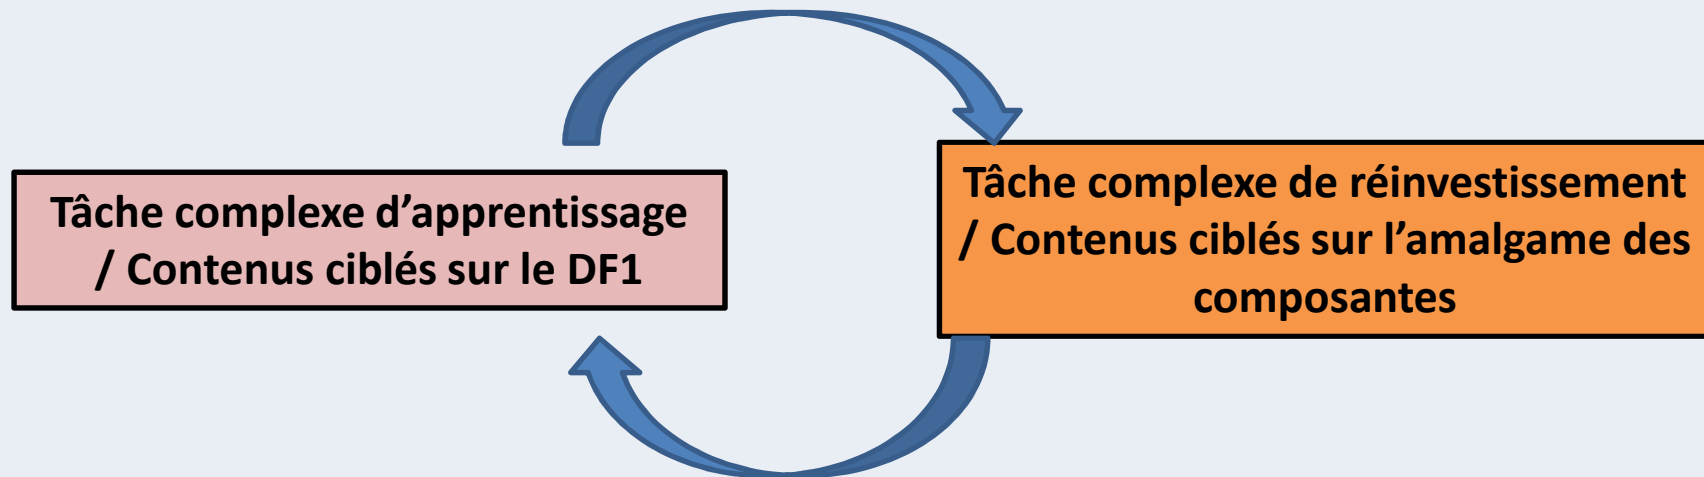 Tâche complexe d’apprentissage
/ Contenus ciblés sur le DF1
Tâche complexe de réinvestissement
/ Contenus ciblés sur l’amalgame des
composantes